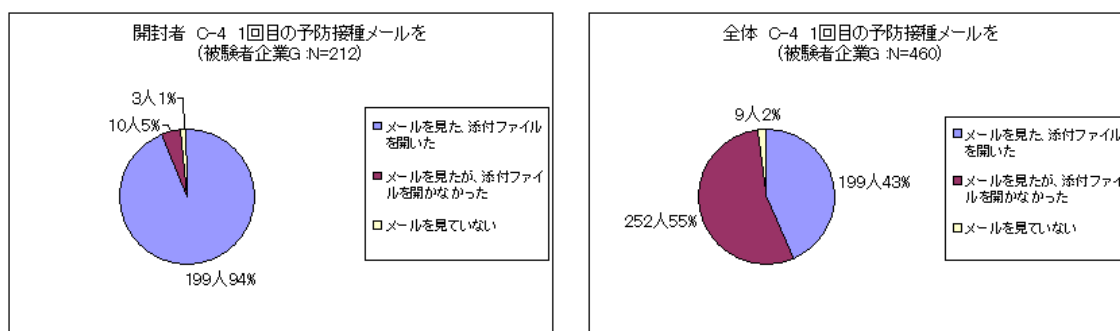 開封者 C-4 1回目の予防接種メールを
(被験者企業G :N=212)
3人1%
10人5%
199人94%
メールを見た、添付ファイル
を開いた
メールを見たが、添付ファイ
ルを開かなかった
メールを見ていない
全体 C-4 1回目の予防接種メールを
(被験者企業G :N=460)
9人2%
199人43%
252人55%
メールを見た、添付ファイル
を開いた
メールを見たが、添付ファイ
ルを開かなかった
メールを見ていない